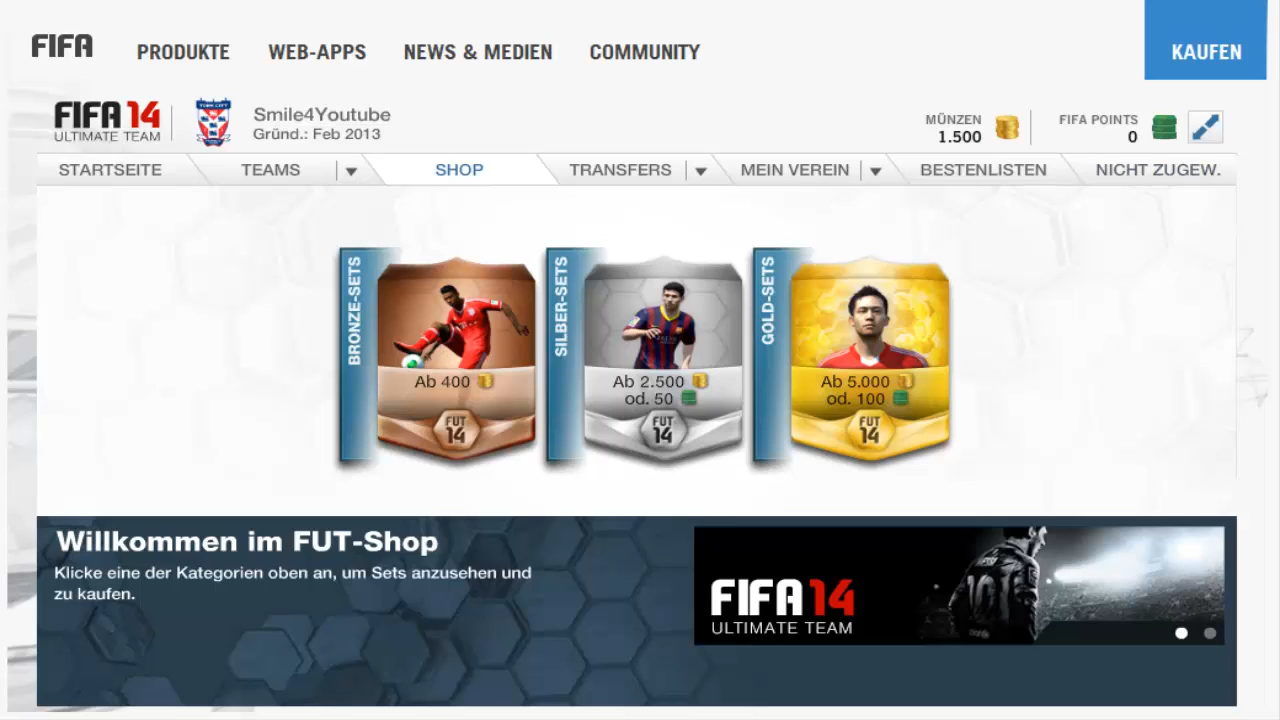 FIFA
PRODUKTE
WEB-APPS
NEWS & MEDIEN
COMMUNITY
KAUFEN
FIFA 14
ULTIMATE TEAM
YORK CITY
Smile4Youtube
Gründ.: Feb 2013
MÜNZEN
1.500
FIFA POINTS
0
STARTSEITE
TEAMS
SHOP
TRANSFERS
MEIN VEREIN
BESTENLISTEN
NICHT ZUGEW.
BRONZE-SETS
Ab 400
FUT
14
SILBER-SETS
Ab 2.500
od. 50
FUT
14
GOLD-SETS
Ab 5.000
od. 100
FUT
14
Willkommen im FUT-Shop
Klicke eine der Kategorien oben an, um Sets anzusehen und
zu kaufen.
10
FIFA 14
ULTIMATE TEAM